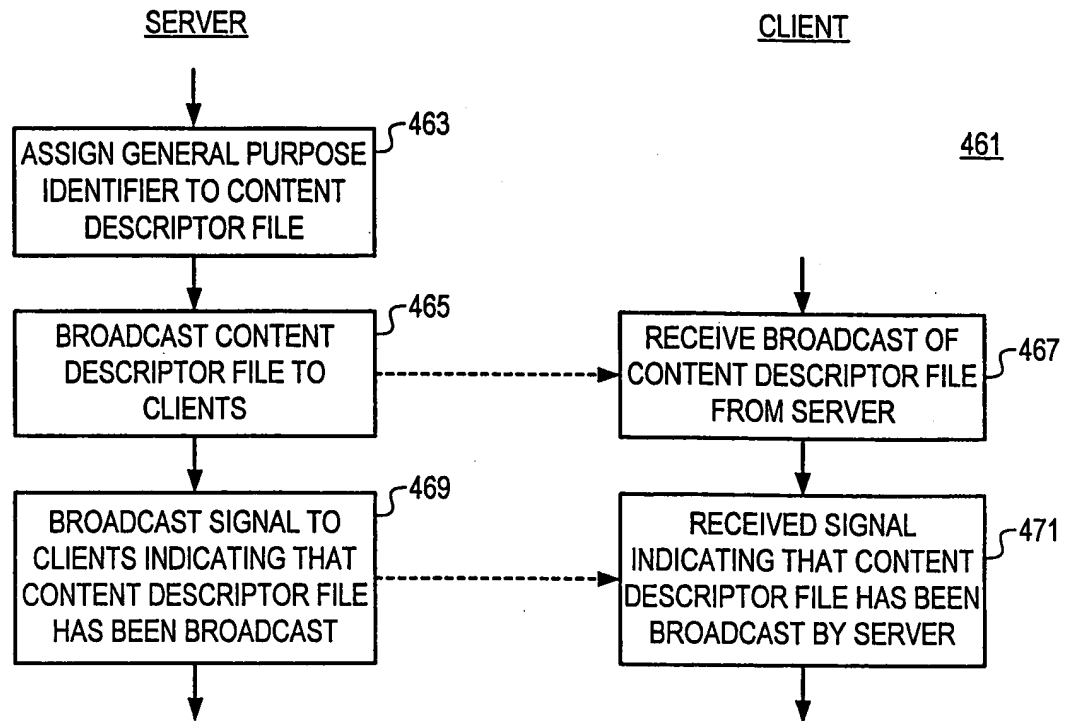 SERVER
CLIENT
461
463
ASSIGN GENERAL PURPOSE
IDENTIFIER TO CONTENT
DESCRIPTOR FILE
465
BROADCAST CONTENT
DESCRIPTOR FILE TO
CLIENTS
467
RECEIVE BROADCAST OF
CONTENT DESCRIPTOR FILE
FROM SERVER
469
BROADCAST SIGNAL TO
CLIENTS INDICATING THAT
CONTENT DESCRIPTOR FILE
HAS BEEN BROADCAST
471
RECEIVED SIGNAL
INDICATING THAT CONTENT
DESCRIPTOR FILE HAS BEEN
BROADCAST BY SERVER